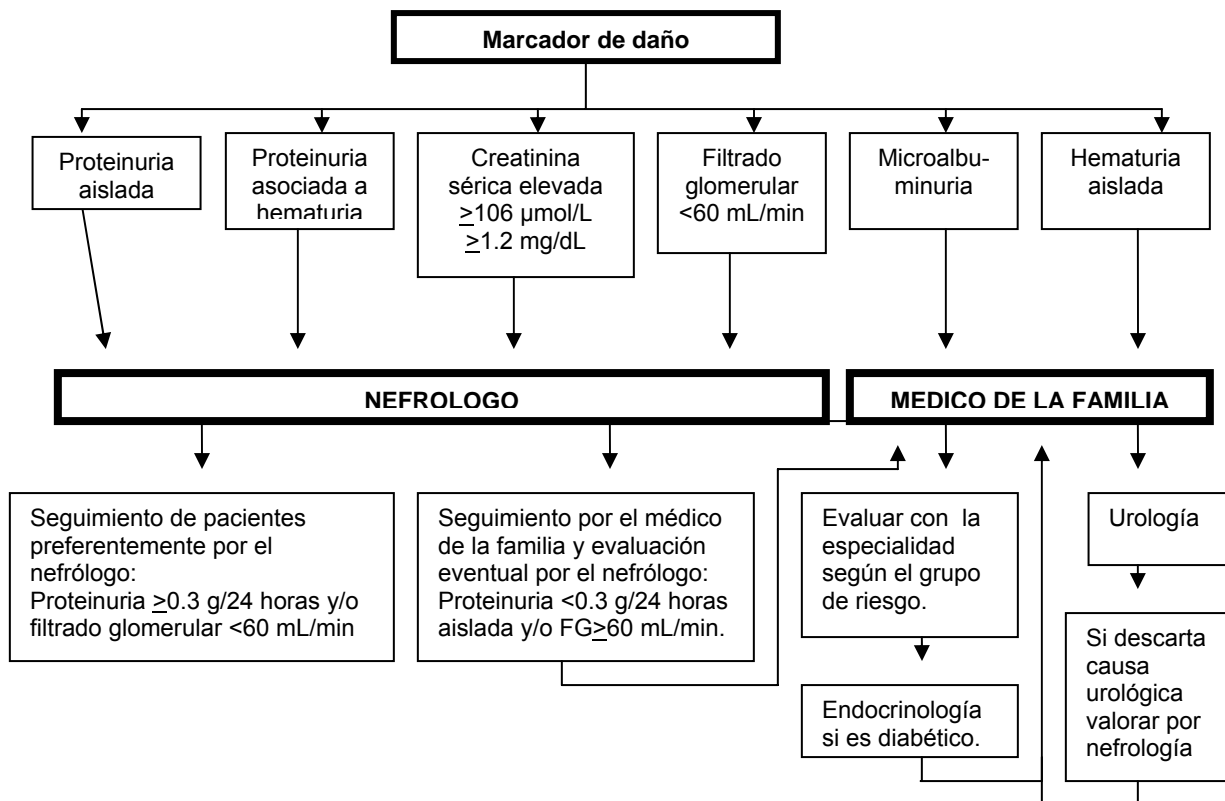 Marcador de daño
Proteinuria
aislada
Proteinuria
asociada a
hematuria
Creatinina
sérica elevada
≥106 μmol/L
≥1.2 mg/dL
Filtrado
glomerular
<60 mL/min
Microalbu-
minuria
Hematuria
aislada
NEFROLOGO
MEDICO DE LA FAMILIA
Seguimiento de pacientes
preferentemente por el
nefrólogo:
Proteinuria ≥0.3 g/24 horas y/o
filtrado glomerular <60 mL/min
Seguimiento por el médico
de la familia y evaluación
eventual por el nefrólogo:
Proteinuria <0.3 g/24 horas
aislada y/o FG≥60 mL/min.
Evaluar con la
especialidad
según el grupo
de riesgo.
Endocrinología
si es diabético.
Urología
Si descarta
causa
urológica
valorar por
nefrología